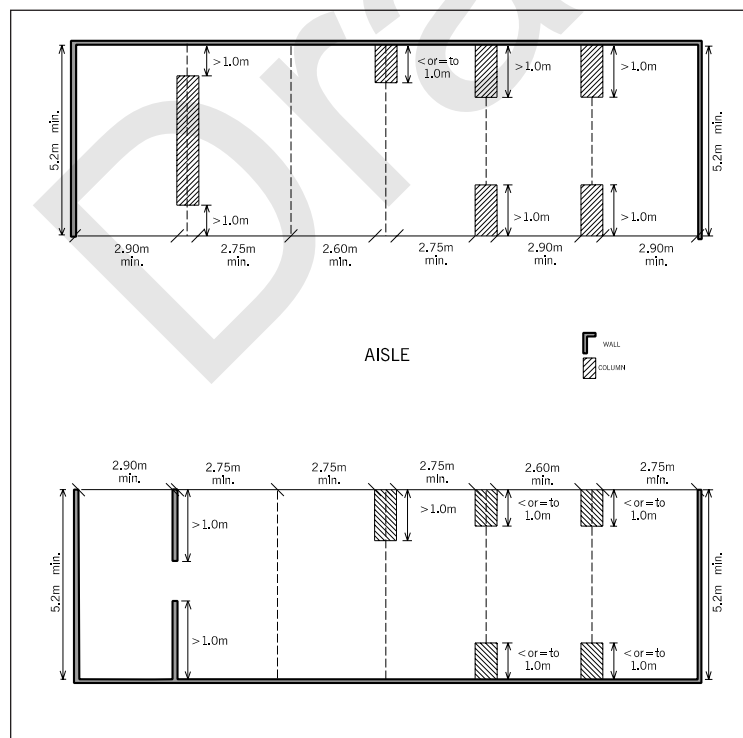 >1.0m
<or=to
1.0m
>1.0m
>1.0m
5.2m min.
5.2m min.
>1.0m
>1.0m
>1.0m
2.90m
min.
2.75m
min.
2.60m
min.
2.75m
min.
2.90m
min.
2.90m
min.
AISLE
WALL
COLUMN
2.90m
min.
2.75m
min.
2.75m
min.
2.75m
min.
2.60m
min.
2.75m
min.
>1.0m
>1.0m
<or=to
1.0m
<or=to
1.0m
5.2m min.
5.2m min.
>1.0m
<or=to
1.0m
<or=to
1.0m
Dra